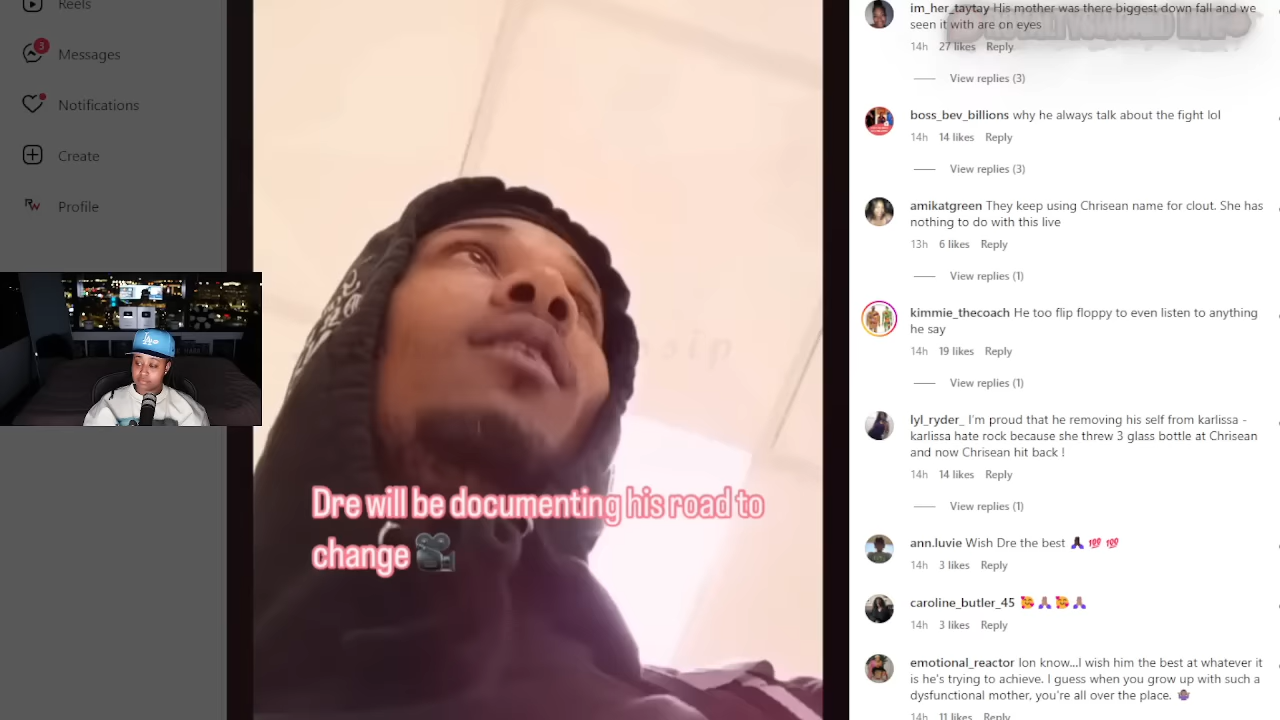 Reels
3
Messages
Notifications
Create
Profile
Dre will be documenting his road to
change
im_her_taytay His mother was there biggest down fall and we
seen it with are on eyes
14h 27 likes Reply
View replies (3)
boss_bev_billions why he always talk about the fight lol
14h 14 likes Reply
View replies (3)
amikatgreen They keep using Chrisean name for clout. She has
nothing to do with this live
13h 6 likes Reply
View replies (1)
kimmie_thecoach He too flip floppy to even listen to anything
he say
14h 19 likes Reply
View replies (1)
lyl_ryder_ I'm proud that he removing his self from karlissa -
karlissa hate rock because she threw 3 glass bottle at Chrisean
and now Chrisean hit back !
14h 14 likes Reply
View replies (1)
ann.luvie Wish Dre the best 💯 💯
14h 3 likes Reply
caroline_butler_45
14h 3 likes Reply
emotional_reactor Ion know...I wish him the best at whatever it
is he's trying to achieve. I guess when you grow up with such a
dysfunctional mother, you're all over the place.
14h 11 likes Reply